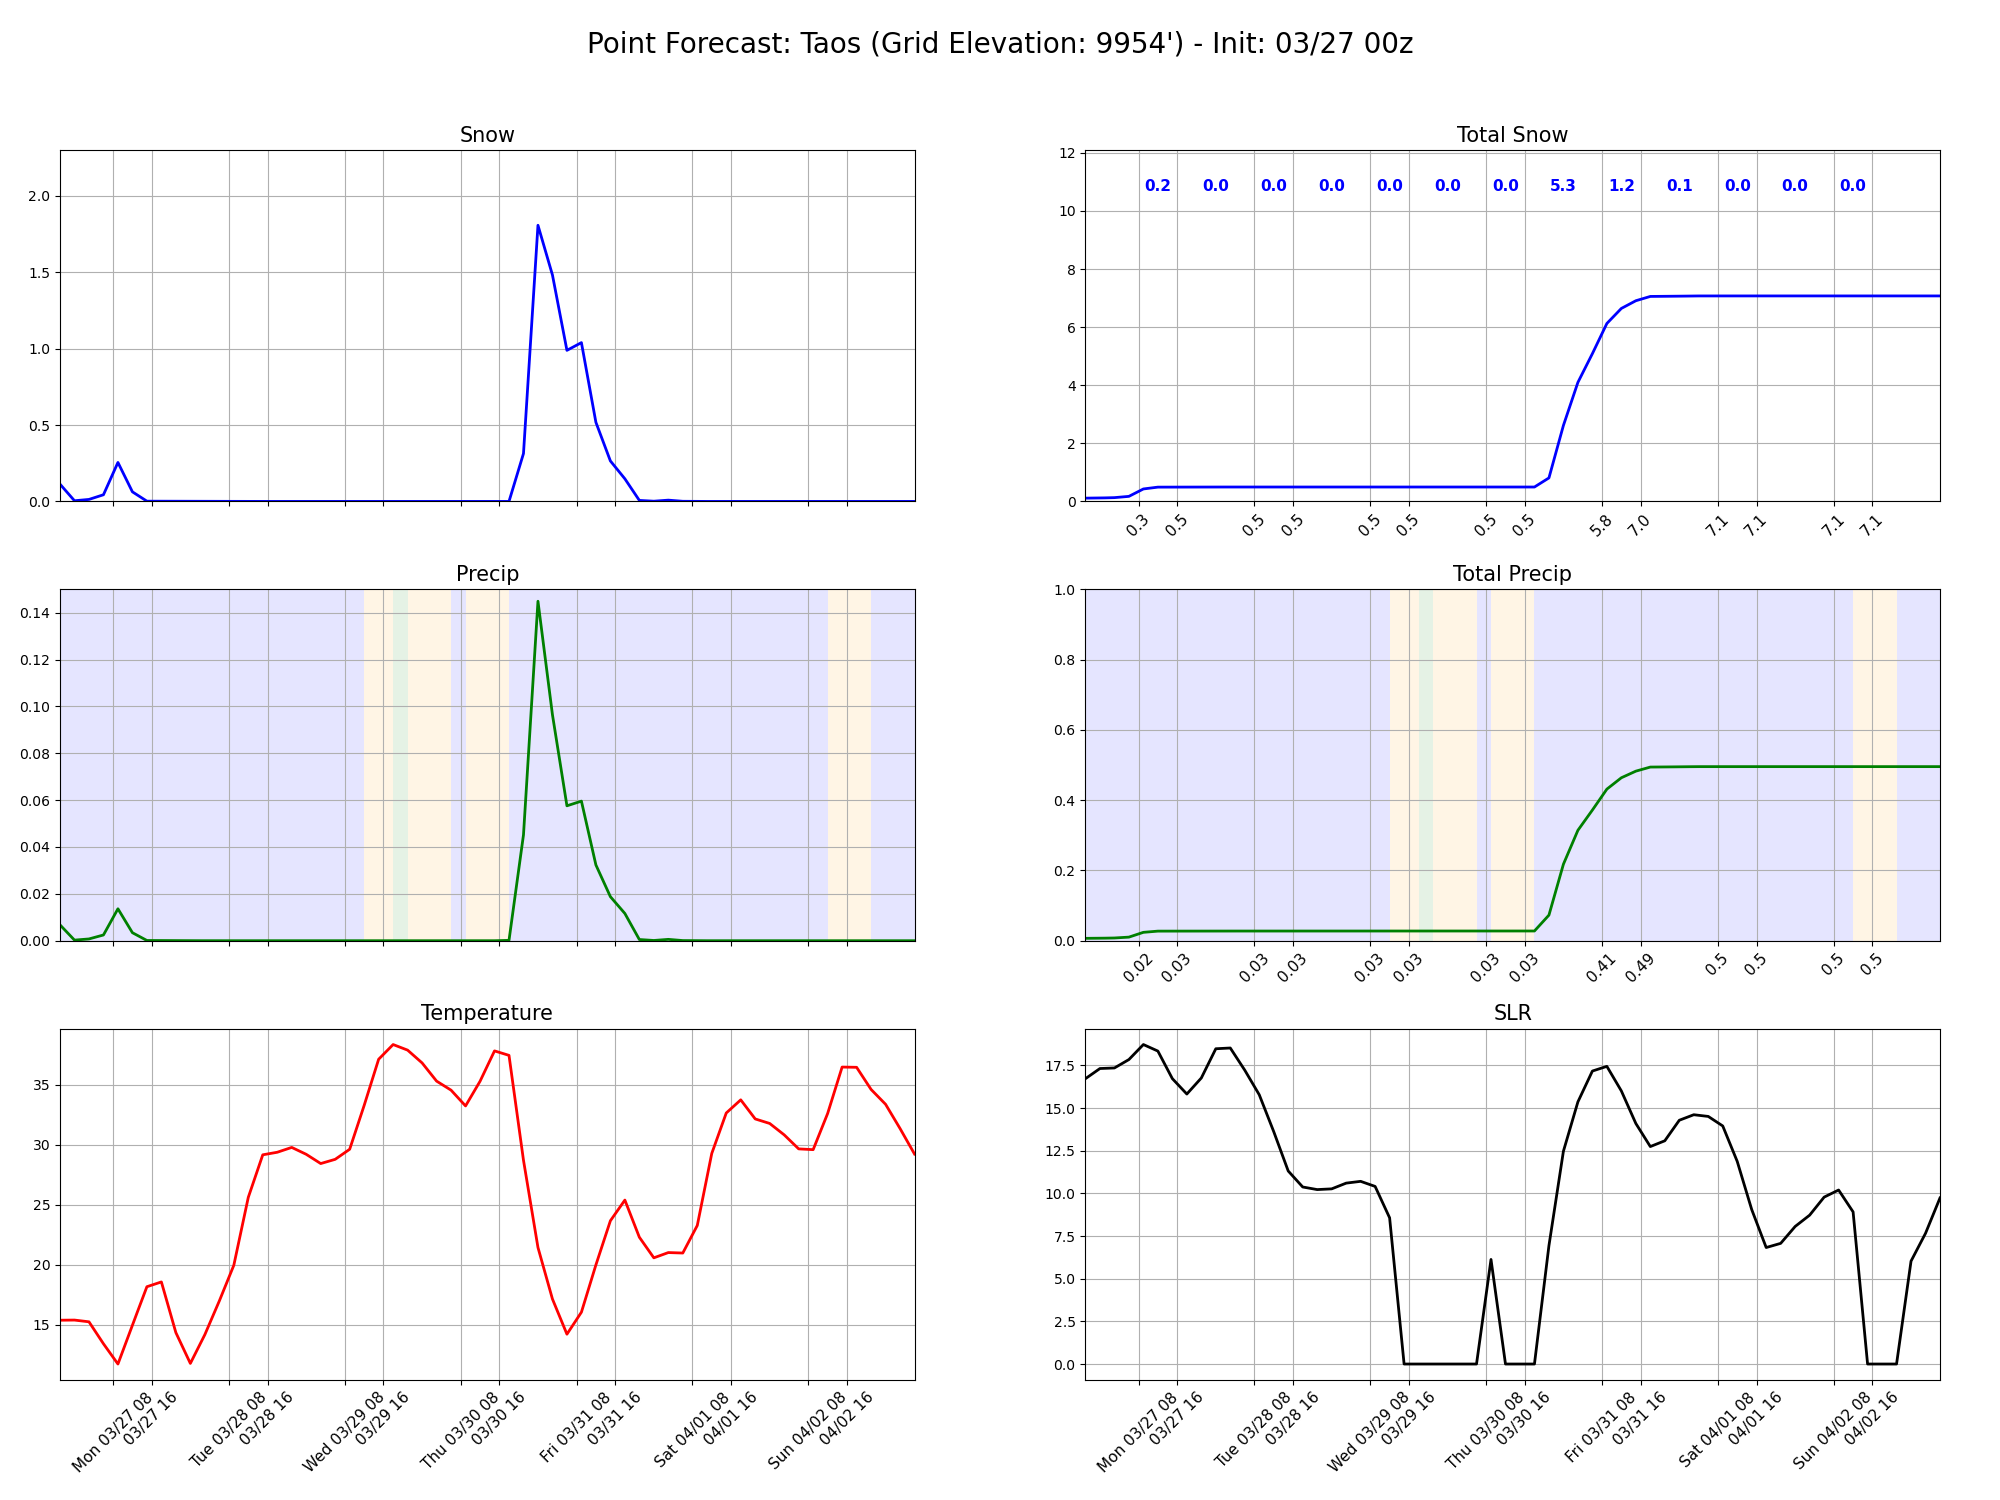 Point Forecast: Taos (Grid Elevation: 9954') - Init: 03/27 00z
Snow
2.0
1.5
1.0
0.5
0.0
Total Snow
12
10
8
6
4
2
0
0.2 0.0 0.0 0.0 0.0 0.0 0.0 5.3 1.2 0.1 0.0 0.0 0.0
0.3 0.5 0.5 0.5 0.5 0.5 0.5 0.5 5.8 7.0 7.1 7.1 7.1 7.1
Precip
0.14
0.12
0.10
0.08
0.06
0.04
0.02
0.00
Total Precip
1.0
0.8
0.6
0.4
0.2
0.0
0.02 0.03 0.03 0.03 0.03 0.03 0.03 0.03 0.41 0.49 0.5 0.5 0.5 0.5
Temperature
35
30
25
20
15
Mon 03/27 08
03/27 16
Tue 03/28 08
03/28 16
Wed 03/29 08
03/29 16
Thu 03/30 08
03/30 16
Fri 03/31 08
03/31 16
Sat 04/01 08
04/01 16
Sun 04/02 08
04/02 16
SLR
17.5
15.0
12.5
10.0
7.5
5.0
2.5
0.0
Mon 03/27 08
03/27 16
Tue 03/28 08
03/28 16
Wed 03/29 08
03/29 16
Thu 03/30 08
03/30 16
Fri 03/31 08
03/31 16
Sat 04/01 08
04/01 16
Sun 04/02 08
04/02 16